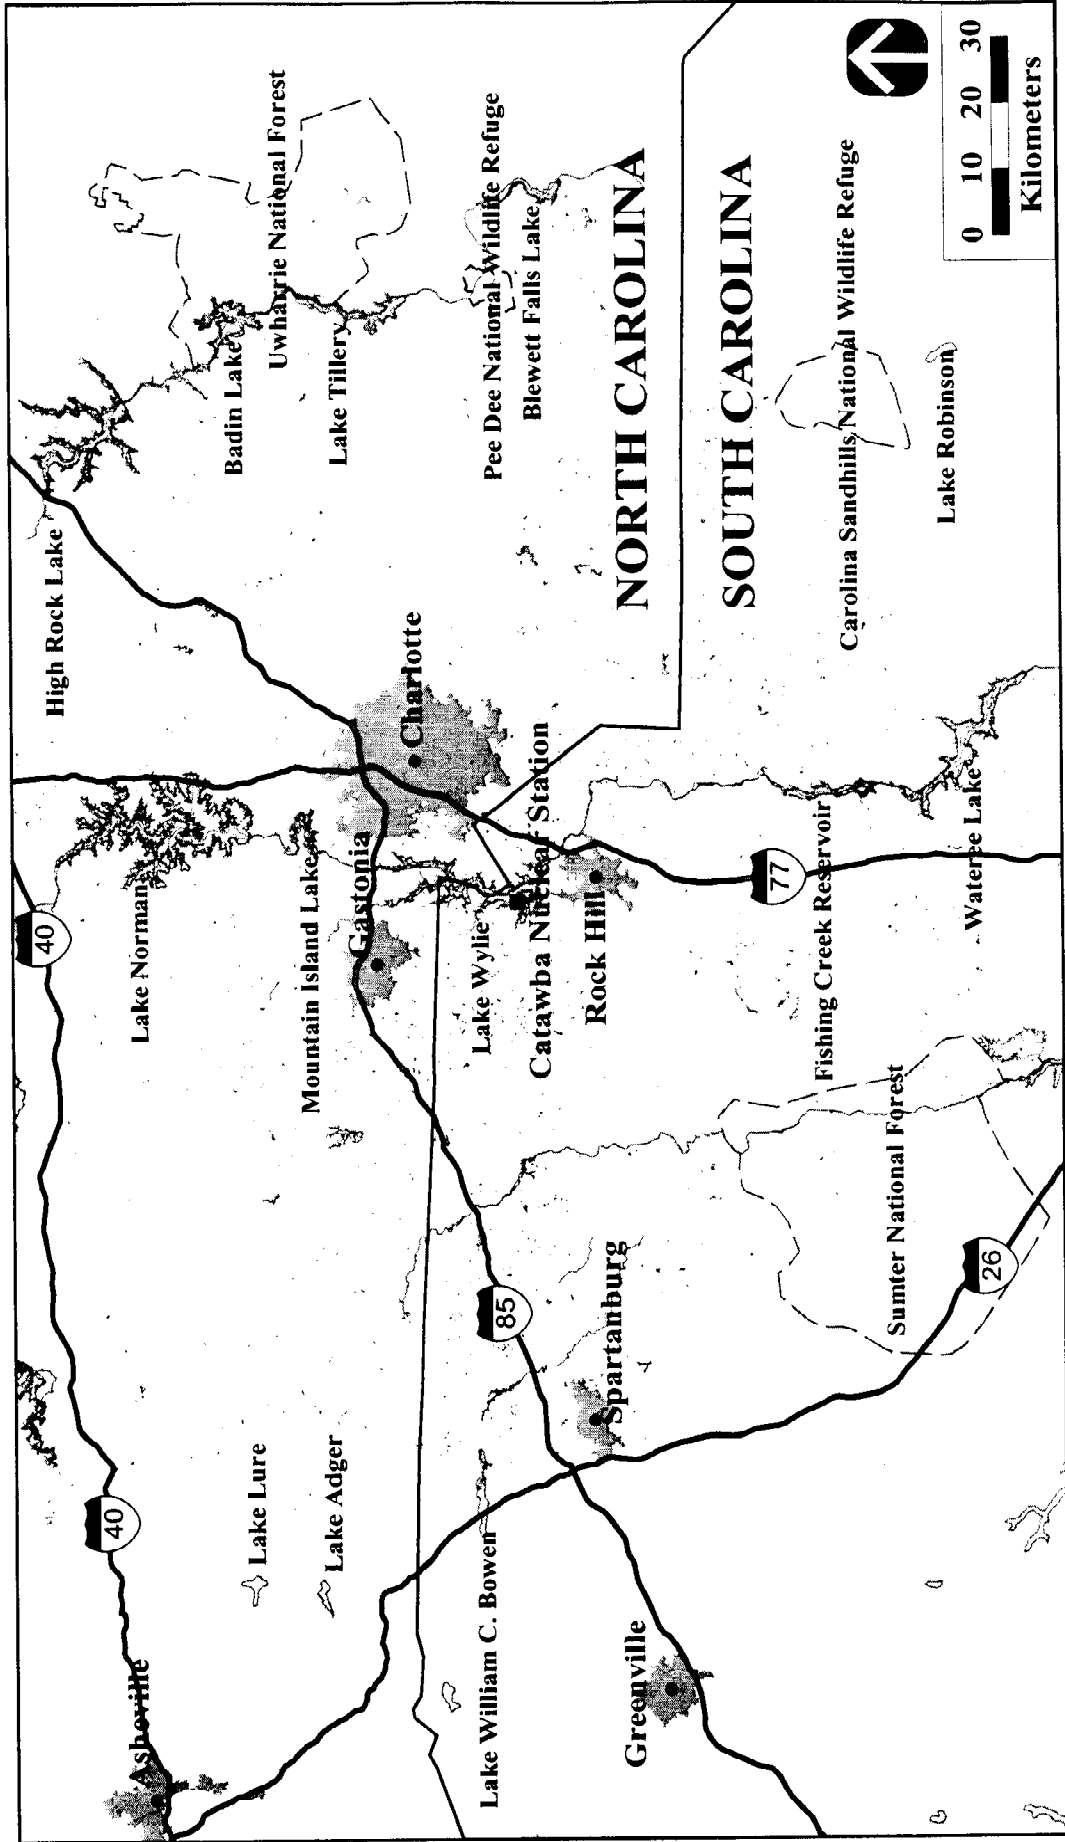 Asheville
40
40
High Rock Lake
Lake Norman
Badin Lake
Uwharrie National Forest
Lake Lure
Mountain Island Lake
Lake Tillery
Lake Adger
Gastonia
Charlotte
Lake William C. Bowen
Lake Wylie
Pee Dee National Wildlife Refuge
85
Catawba Nuclear Station
Blewett Falls Lake
Greenville
Spartanburg
Rock Hill
NORTH CAROLINA
SOUTH CAROLINA
77
Fishing Creek Reservoir
Carolina Sandhills National Wildlife Refuge
Sumter National Forest
26
Wateree Lake
Lake Robinson
0 10 20 30
Kilometers